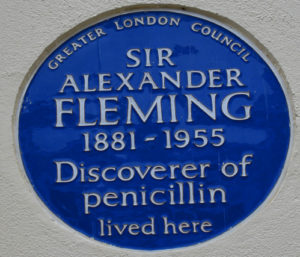 GREATER LONDON COUNCIL
SIR
ALEXANDER
FLEMING
1881-1955
Discoverer of
penicillin
lived here